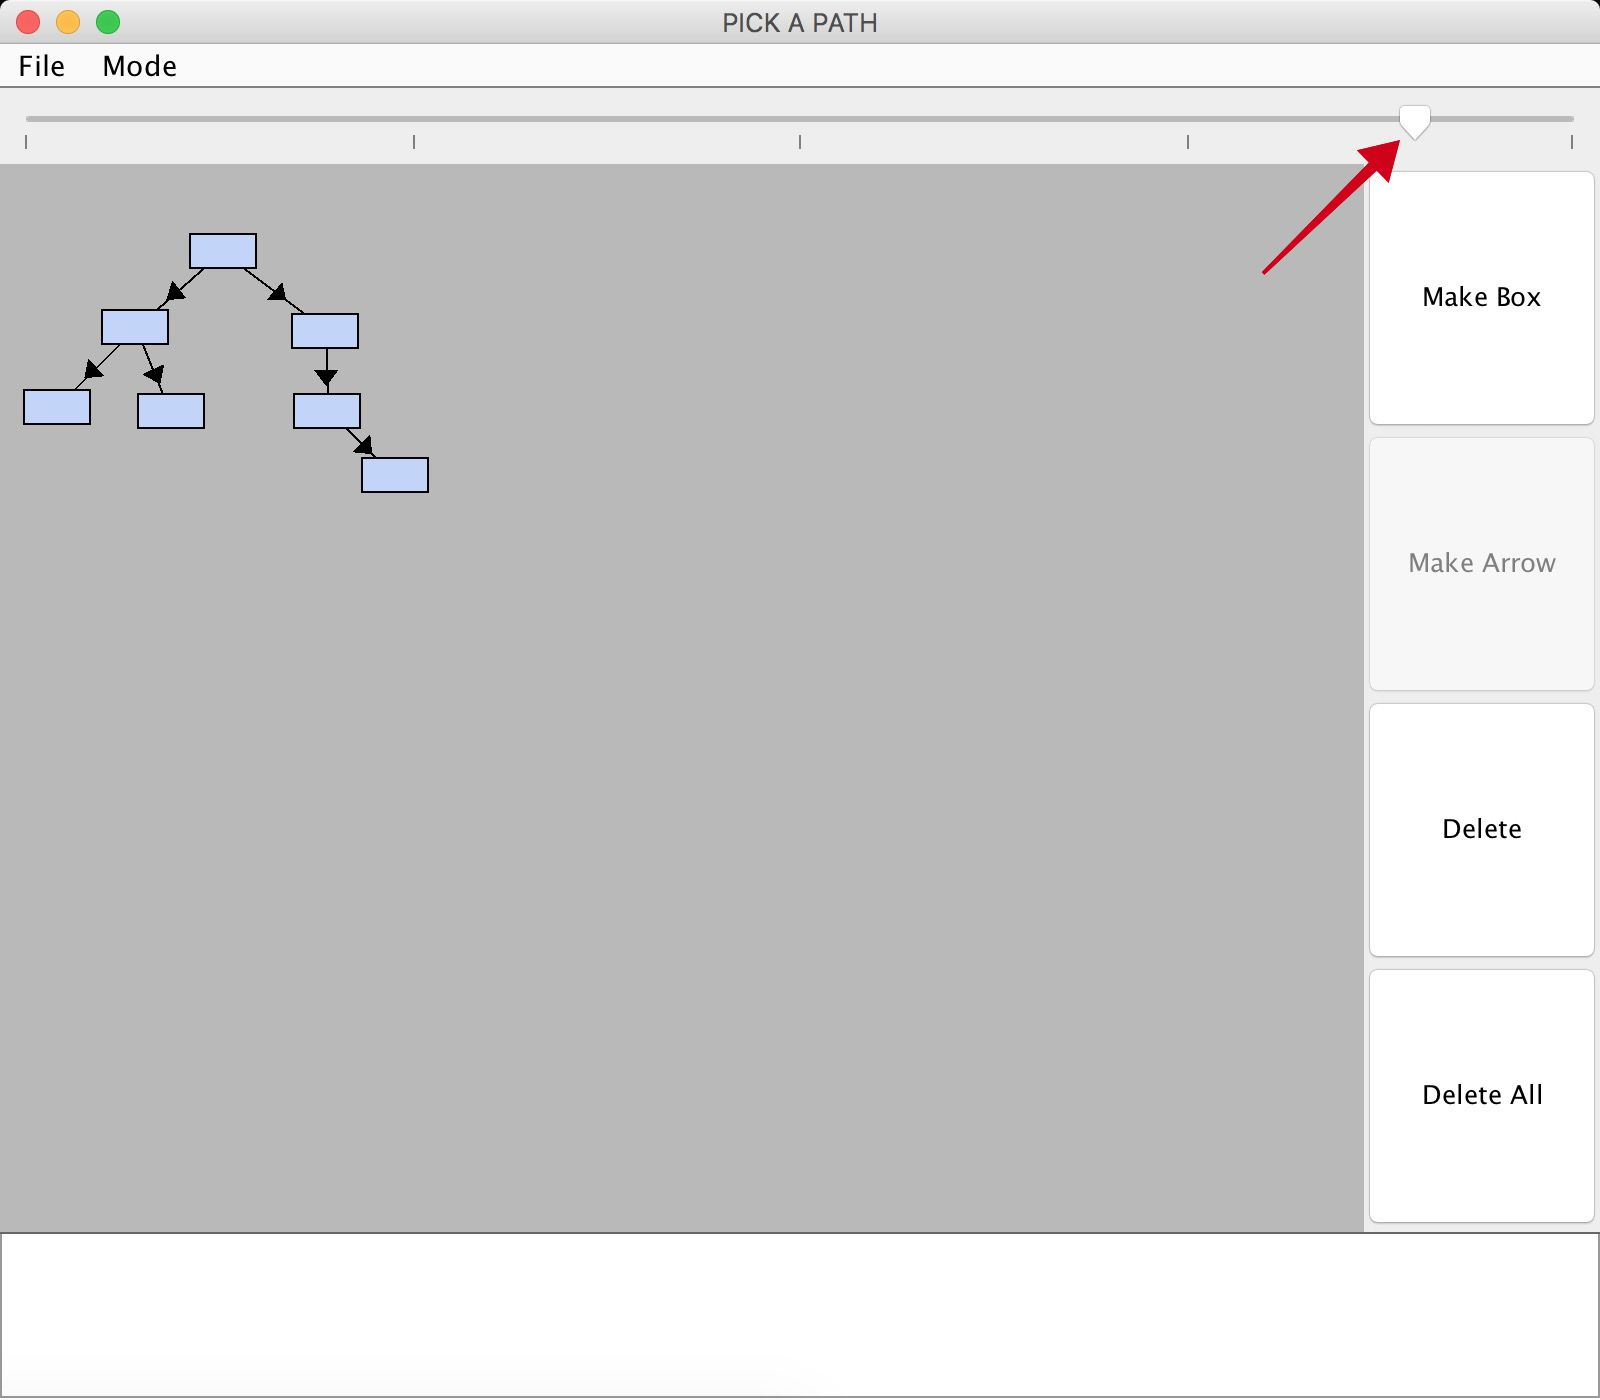 PICK A PATH
File Mode
Make Box
Make Arrow
Delete
Delete All